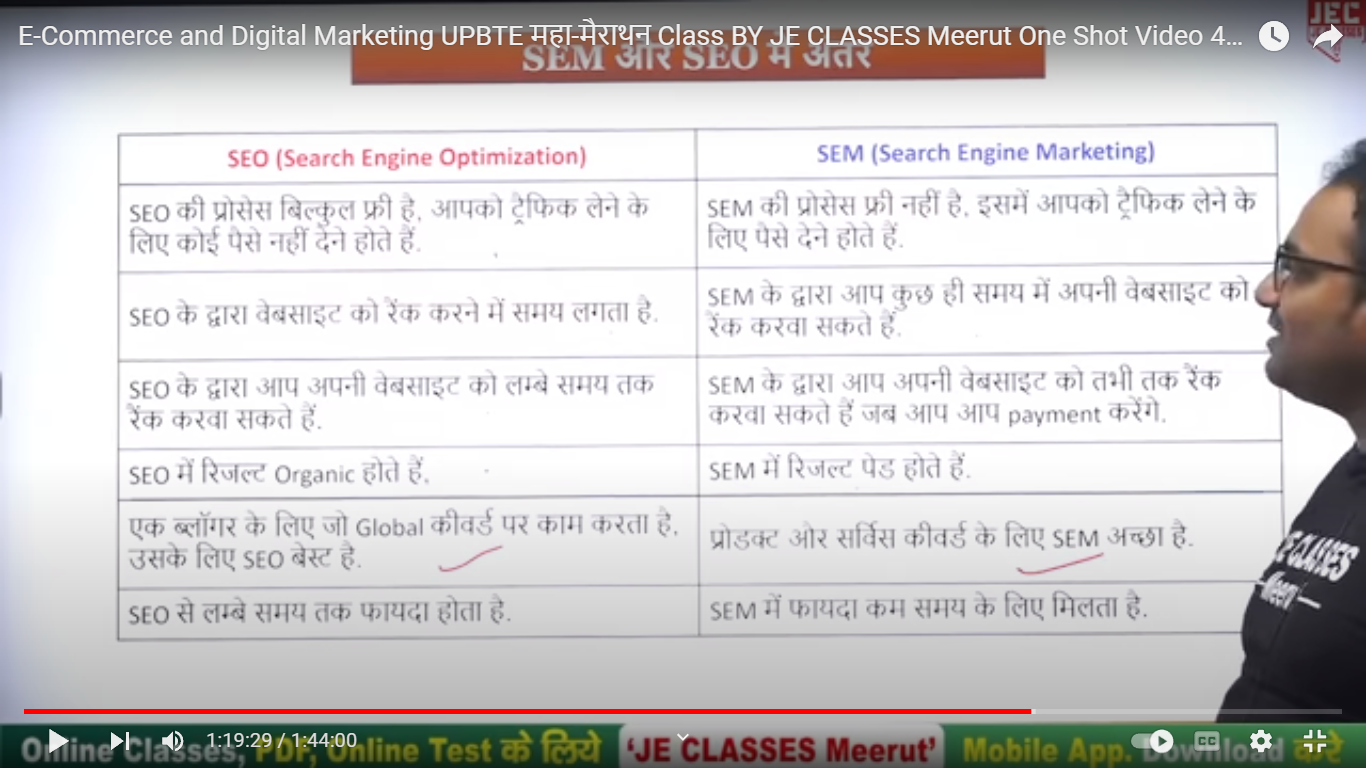 E-Commerce and Digital Marketing UPBTE महा-मैराथन Class BY JE CLASSES Meerut One Shot Video 4...
JEC
SEM और SEO में अंतर
SEO (Search Engine Optimization)
SEM (Search Engine Marketing)
SEO की प्रोसेस बिल्कुल फ्री है, आपको ट्रैफिक लेने के
लिए कोई पैसे नहीं देने होते हैं.
SEM की प्रोसेस फ्री नहीं है, इसमें आपको ट्रैफिक लेने के
लिए पैसे देने होते हैं.
SEO के द्वारा वेबसाइट को रैंक करने में समय लगता है.
SEM के द्वारा आप कुछ ही समय में अपनी वेबसाइट को
रैंक करवा सकते हैं.
SEO के द्वारा आप अपनी वेबसाइट को लम्बे समय तक
रैंक करवा सकते हैं.
SEM के द्वारा आप अपनी वेबसाइट को तभी तक रैंक
करवा सकते हैं जब आप आप payment करेंगे.
SEO में रिजल्ट Organic होते हैं,
SEM में रिजल्ट पेड होते हैं.
एक ब्लॉगर के लिए जो Global कीवर्ड पर काम करता है,
उसके लिए SEO बेस्ट है.
प्रोडक्ट और सर्विस कीवर्ड के लिए SEM अच्छा है.
SEO से लम्बे समय तक फायदा होता है.
SEM में फायदा कम समय के लिए मिलता है.
JE CLASSES
1:19:29 / 1:44:00
CC
Online Classes, PDF, Online Test के लिये 'JE CLASSES Meerut' Mobile App. Download करे